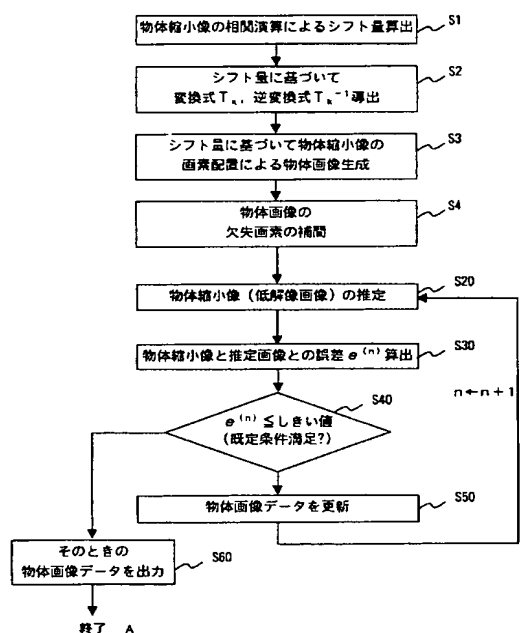 物体縮小像の相関演算によるシフト量算出
S1
シフト量に基づいて
変換式Tₖ, 逆変換式Tₖ⁻¹導出
S2
シフト量に基づいて物体縮小像の
画素配置による物体画像生成
S3
物体画像の
欠失画素の補間
S4
物体縮小像(低解像画像)の推定
S20
物体縮小像と推定画像との誤差e⁽ⁿ⁾算出
S30
n←n+1
e⁽ⁿ⁾≦しきい値
(既定条件満足?)
S40
物体画像データを更新
S50
そのときの
物体画像データを出力
S60
終了 A